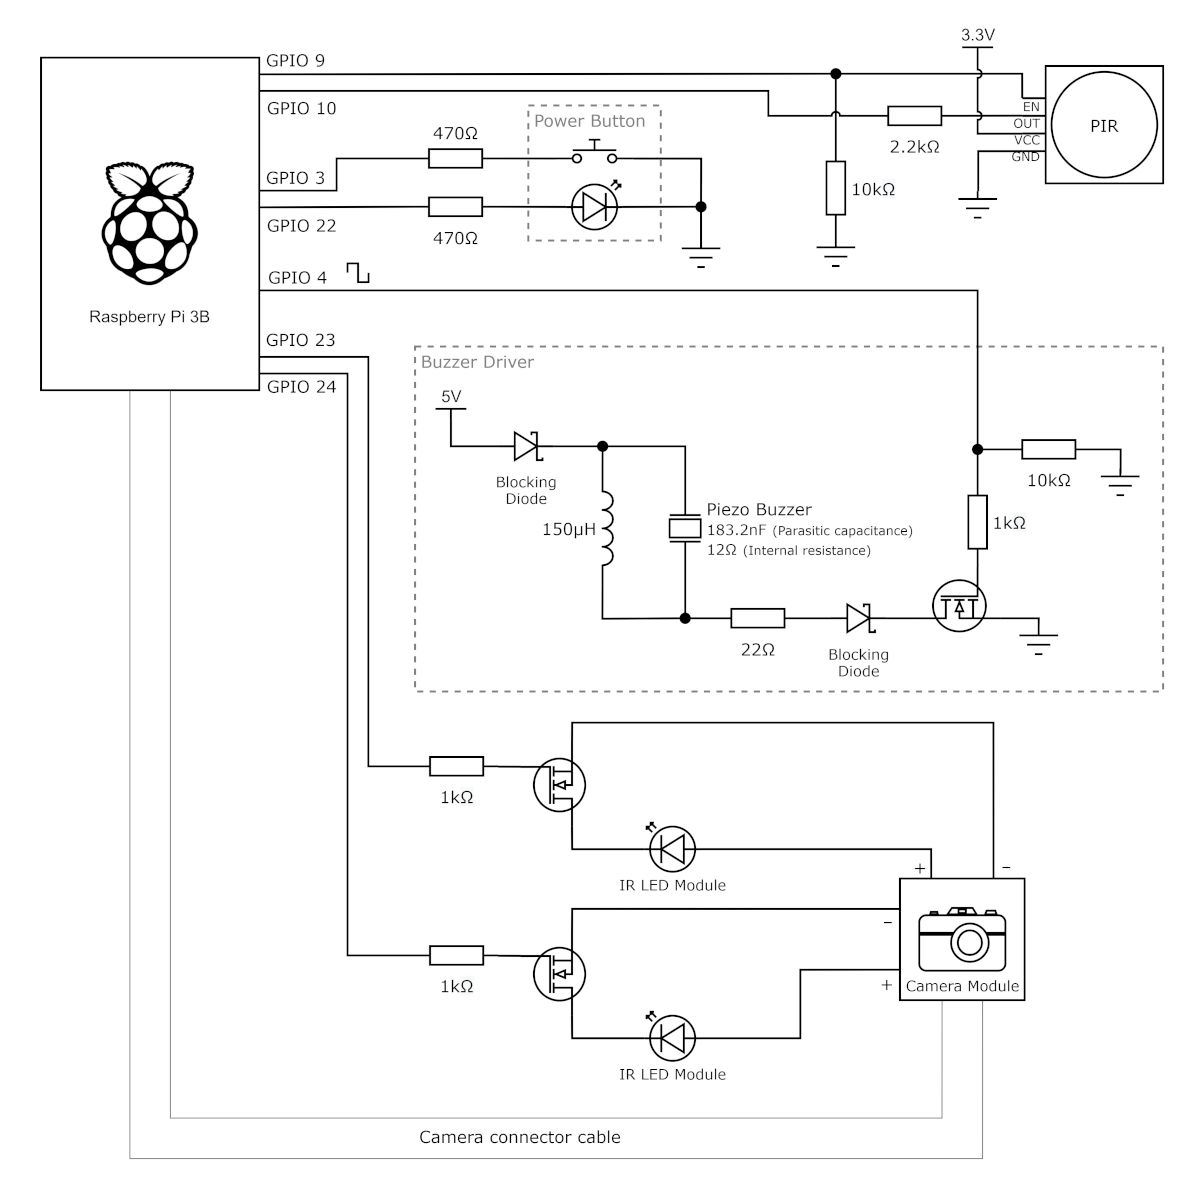 3.3V
GPIO 9
GPIO 10
EN
OUT
VCC
GND
PIR
Power Button
470Ω
2.2kΩ
GPIO 3
10kΩ
GPIO 22
470Ω
GPIO 4
Raspberry Pi 3B
GPIO 23
GPIO 24
Buzzer Driver
5V
Blocking
Diode
10kΩ
150µH
Piezo Buzzer
183.2nF (Parasitic capacitance)
12Ω (Internal resistance)
1kΩ
22Ω
Blocking
Diode
1kΩ
IR LED Module
+
−
−
+
Camera Module
1kΩ
IR LED Module
Camera connector cable